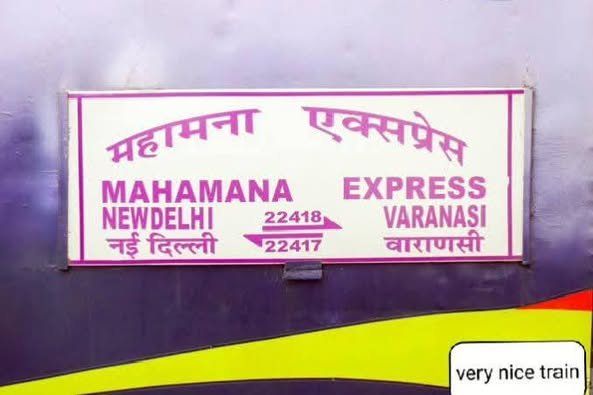 महामना एक्सप्रेस
MAHAMANA EXPRESS
NEWDELHI 22418 VARANASI
नई दिल्ली 22417 वाराणसी
very nice train